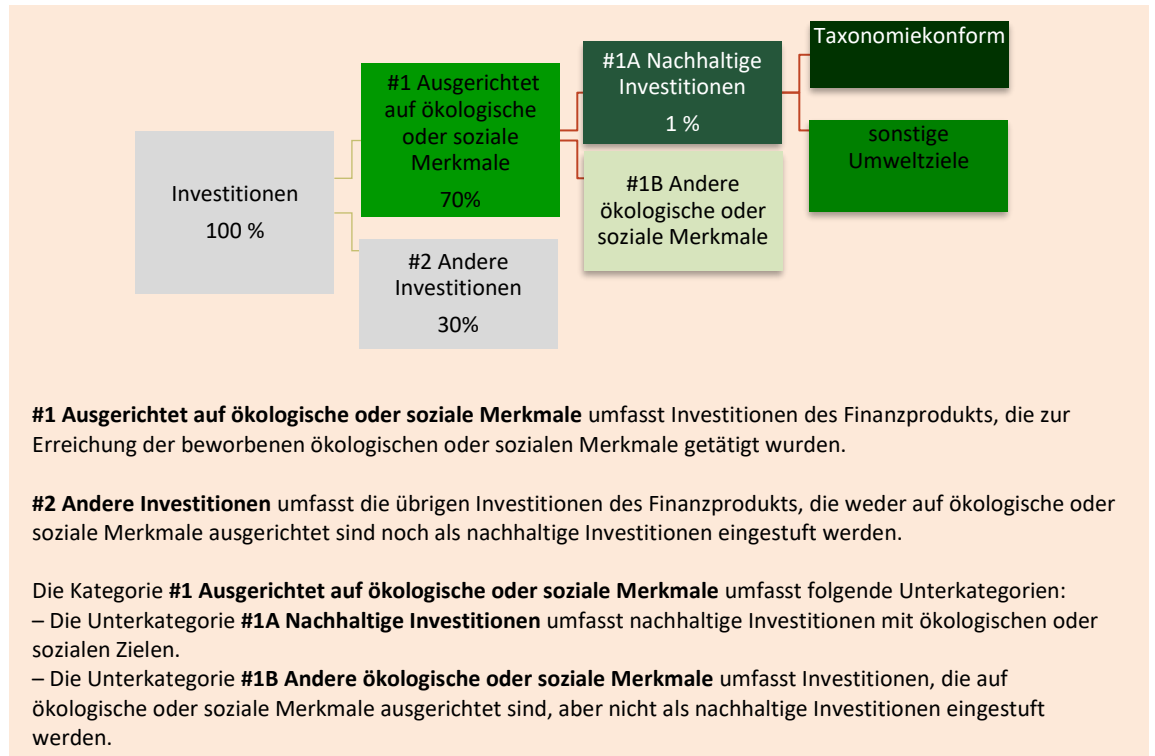 Investitionen
100 %
#1 Ausgerichtet
auf ökologische
oder soziale
Merkmale
70%
#2 Andere
Investitionen
30%
#1A Nachhaltige
Investitionen
1 %
#1B Andere
ökologische oder
soziale Merkmale
Taxonomiekonform
sonstige
Umweltziele
#1 Ausgerichtet auf ökologische oder soziale Merkmale umfasst Investitionen des Finanzprodukts, die zur
Erreichung der beworbenen ökologischen oder sozialen Merkmale getätigt wurden.
#2 Andere Investitionen umfasst die übrigen Investitionen des Finanzprodukts, die weder auf ökologische oder
soziale Merkmale ausgerichtet sind noch als nachhaltige Investitionen eingestuft werden.
Die Kategorie #1 Ausgerichtet auf ökologische oder soziale Merkmale umfasst folgende Unterkategorien:
– Die Unterkategorie #1A Nachhaltige Investitionen umfasst nachhaltige Investitionen mit ökologischen oder
sozialen Zielen.
– Die Unterkategorie #1B Andere ökologische oder soziale Merkmale umfasst Investitionen, die auf
ökologische oder soziale Merkmale ausgerichtet sind, aber nicht als nachhaltige Investitionen eingestuft
werden.